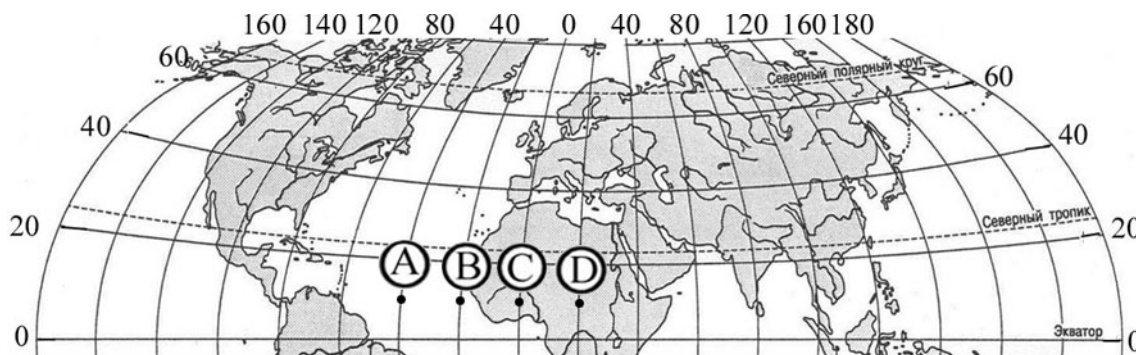 160 140 120 80 40 0 40 80 120 160 180
60 Северный полярный круг 60
40 40
20 Северный тропик 20
A B C D
0 Экватор 0